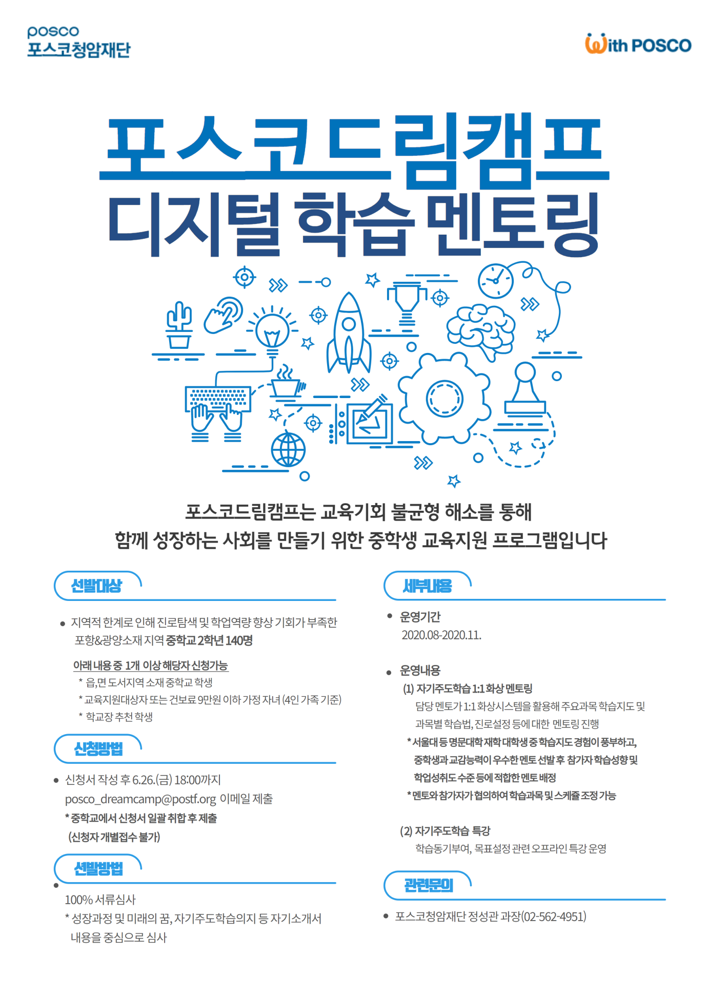 posco
포스코청암재단
With POSCO
포스코드림캠프
디지털 학습 멘토링
포스코드림캠프는 교육기회 불균형 해소를 통해
함께 성장하는 사회를 만들기 위한 중학생 교육지원 프로그램입니다
선발대상
● 지역적 한계로 인해 진로탐색 및 학업역량 향상 기회가 부족한
포항&광양소재 지역 중학교 2학년 140명
아래 내용 중 1개 이상 해당자 신청가능
* 읍,면 도서지역 소재 중학교 학생
* 교육지원대상자 또는 건보료 9만원 이하 가정 자녀 (4인 가족 기준)
* 학교장 추천 학생
신청방법
● 신청서 작성 후 6.26.(금) 18:00까지
posco_dreamcamp@postf.org 이메일 제출
* 중학교에서 신청서 일괄 취합 후 제출
(신청자 개별접수 불가)
선발방법
●
100% 서류심사
* 성장과정 및 미래의 꿈, 자기주도학습의지 등 자기소개서
내용을 중심으로 심사
세부내용
● 운영기간
2020.08-2020.11.
● 운영내용
(1) 자기주도학습 1:1 화상 멘토링
담당 멘토가 1:1 화상시스템을 활용해 주요과목 학습지도 및
과목별 학습법, 진로설정 등에 대한 멘토링 진행
* 서울대 등 명문대학 재학 대학생 중 학습지도 경험이 풍부하고,
중학생과 교감능력이 우수한 멘토 선발 후 참가자 학습성향 및
학업성취도 수준 등에 적합한 멘토 배정
* 멘토와 참가자가 협의하여 학습과목 및 스케쥴 조정 가능
(2) 자기주도학습 특강
학습동기부여, 목표설정 관련 오프라인 특강 운영
관련문의
● 포스코청암재단 정성관 과장(02-562-4951)